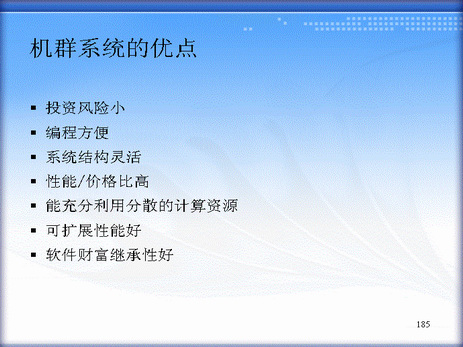 机群系统的优点
▪ 投资风险小
▪ 编程方便
▪ 系统结构灵活
▪ 性能/价格比高
▪ 能充分利用分散的计算资源
▪ 可扩展性能好
▪ 软件财富继承性好
185